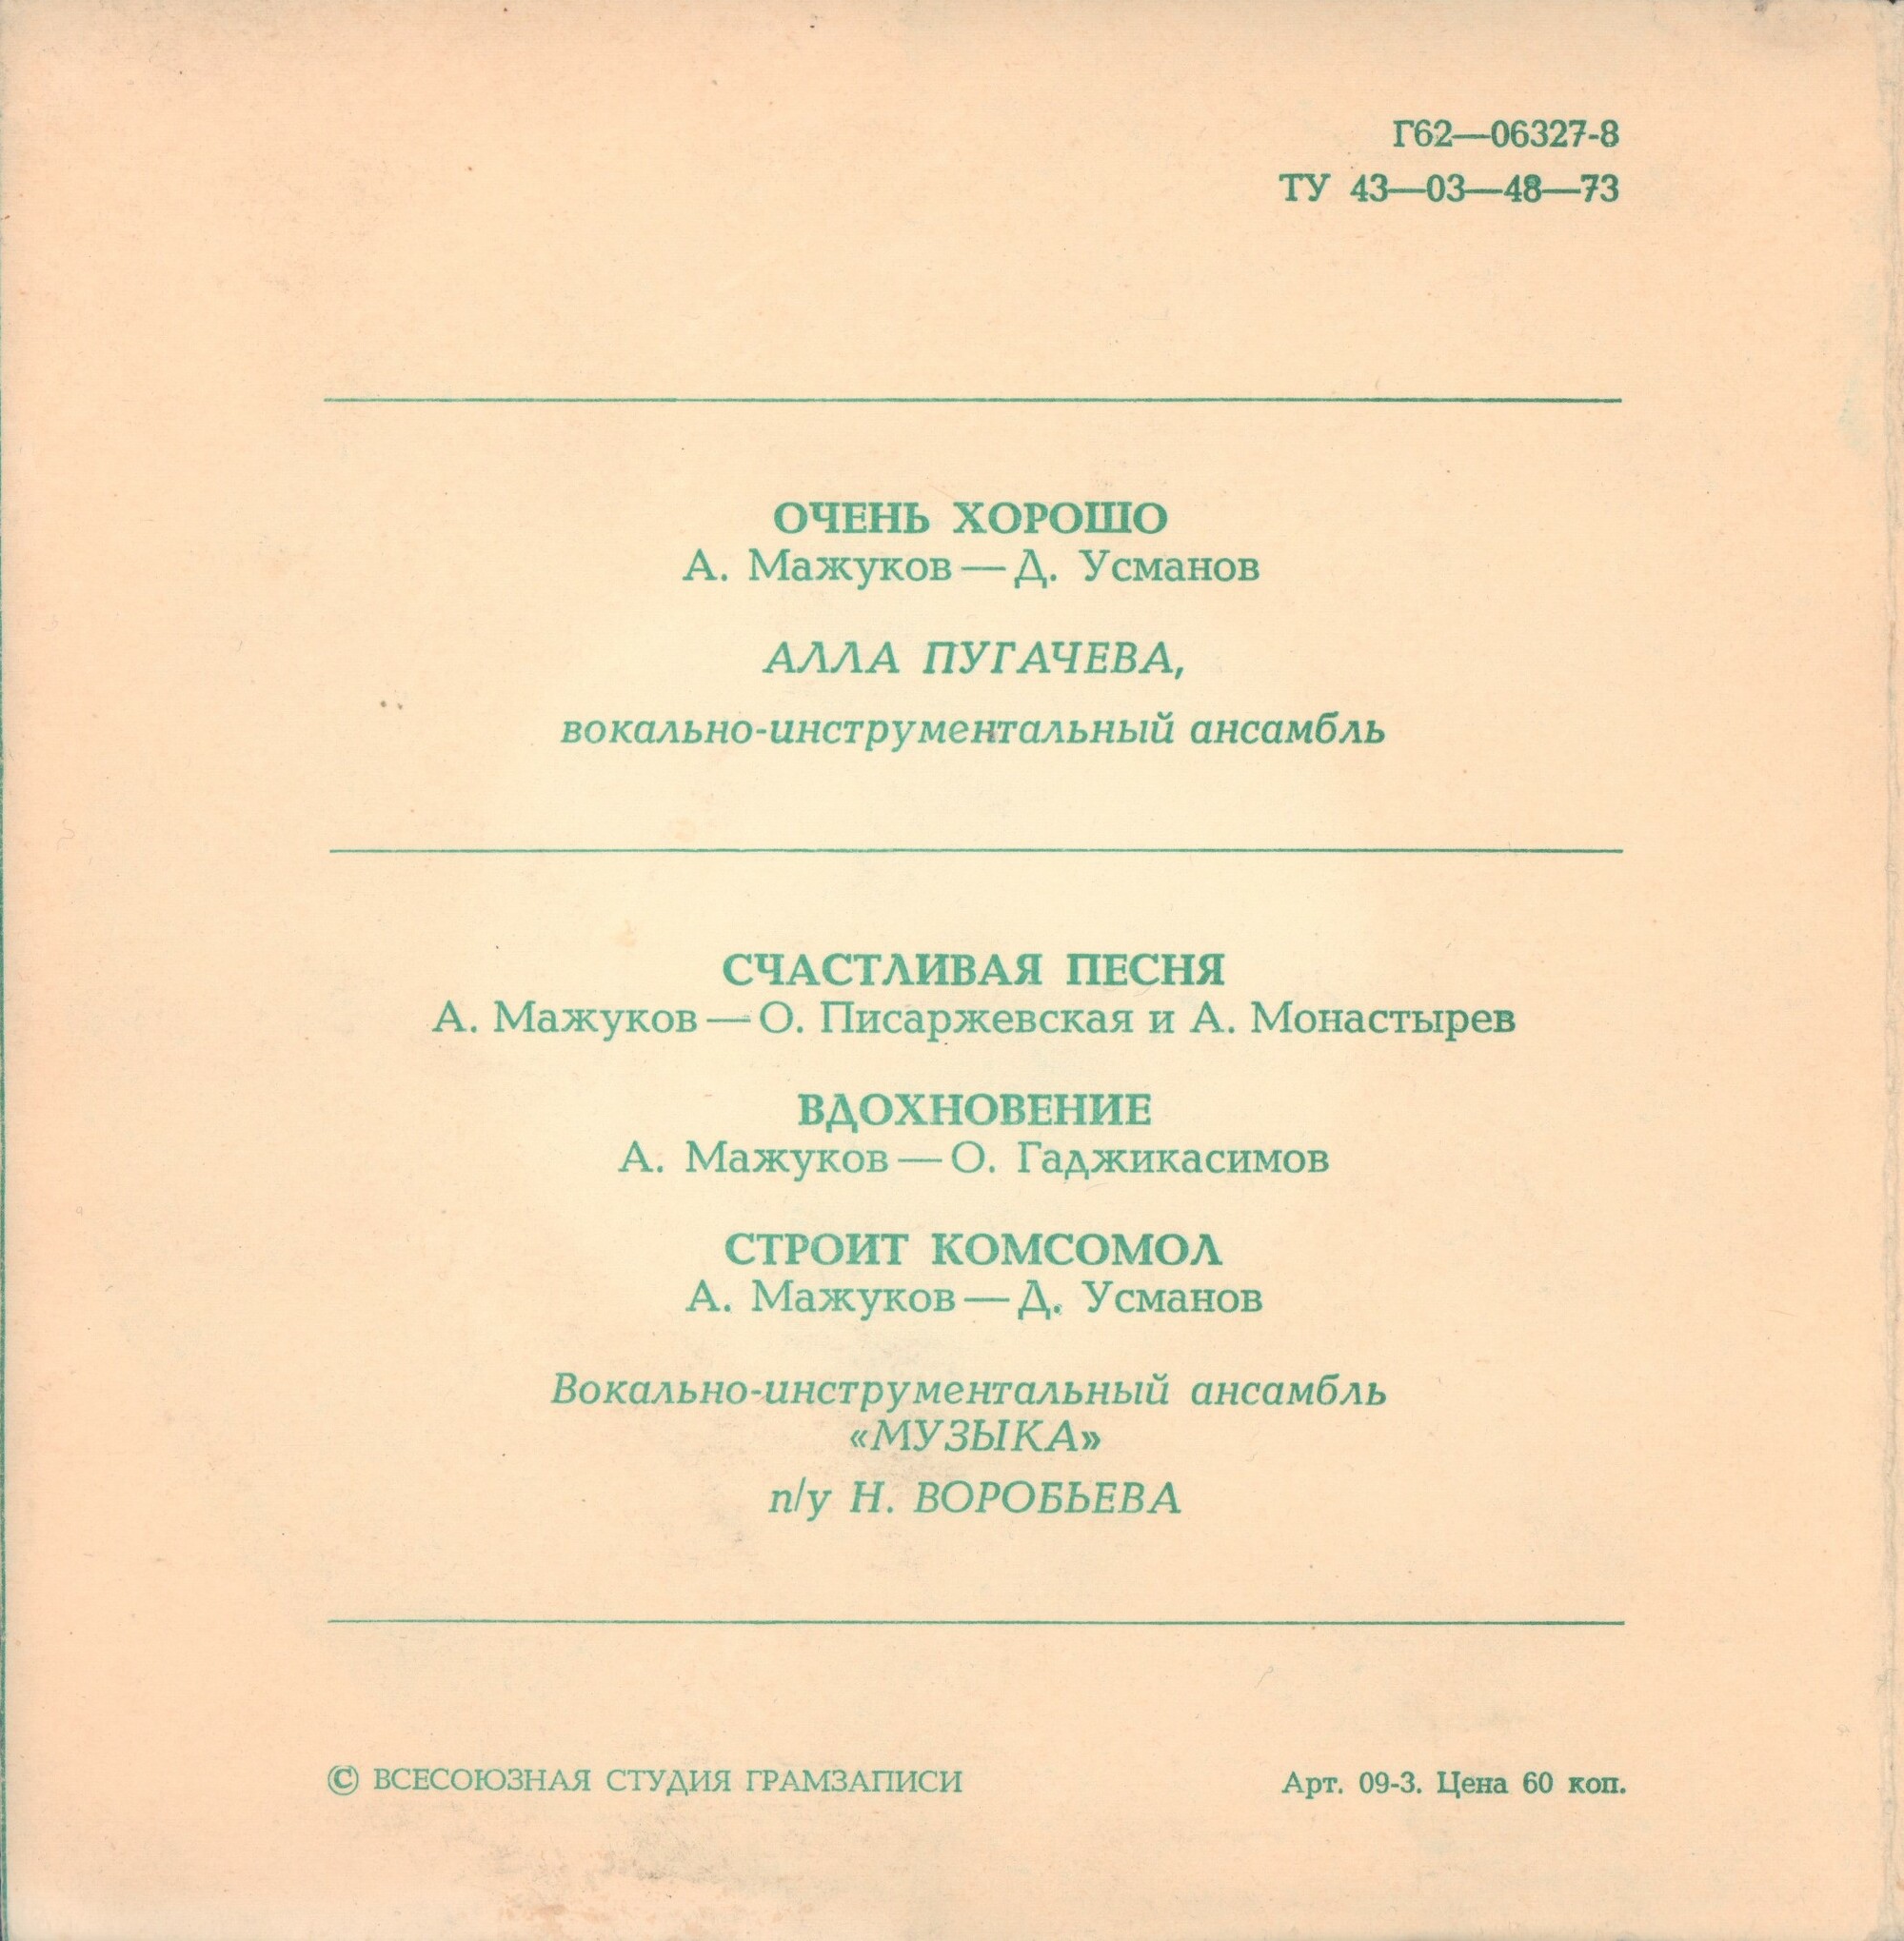 Г62—06327-8
ТУ 43—03—48—73
ОЧЕНЬ ХОРОШО
А. Мажуков — Д. Усманов
АЛЛА ПУГАЧЕВА,
вокально-инструментальный ансамбль
СЧАСТЛИВАЯ ПЕСНЯ
А. Мажуков — О. Писаржевская и А. Монастырев
ВДОХНОВЕНИЕ
А. Мажуков — О. Гаджикасимов
СТРОИТ КОМСОМОЛ
А. Мажуков — Д. Усманов
Вокально-инструментальный ансамбль
«МУЗЫКА»
п/у Н. ВОРОБЬЕВА
© ВСЕСОЮЗНАЯ СТУДИЯ ГРАМЗАПИСИ
Арт. 09-3. Цена 60 коп.